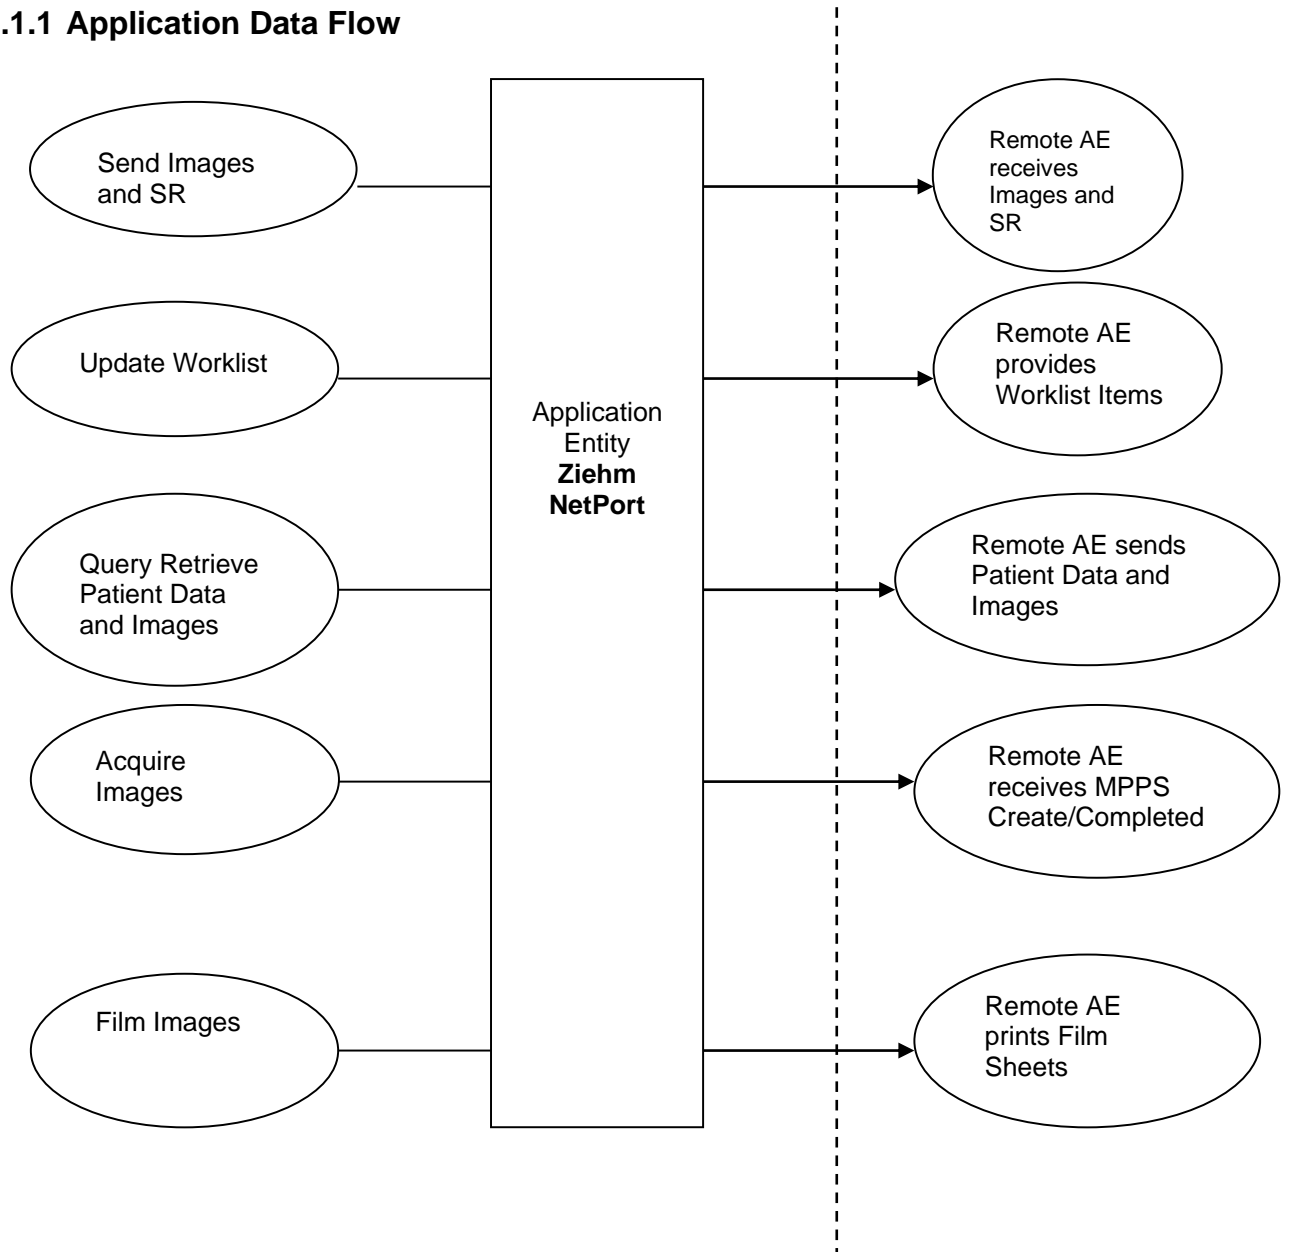 .1.1 Application Data Flow
Send Images
and SR
Update Worklist
Query Retrieve
Patient Data
and Images
Acquire
Images
Film Images
Application
Entity
Ziehm
NetPort
Remote AE
receives
Images and
SR
Remote AE
provides
Worklist Items
Remote AE sends
Patient Data and
Images
Remote AE
receives MPPS
Create/Completed
Remote AE
prints Film
Sheets